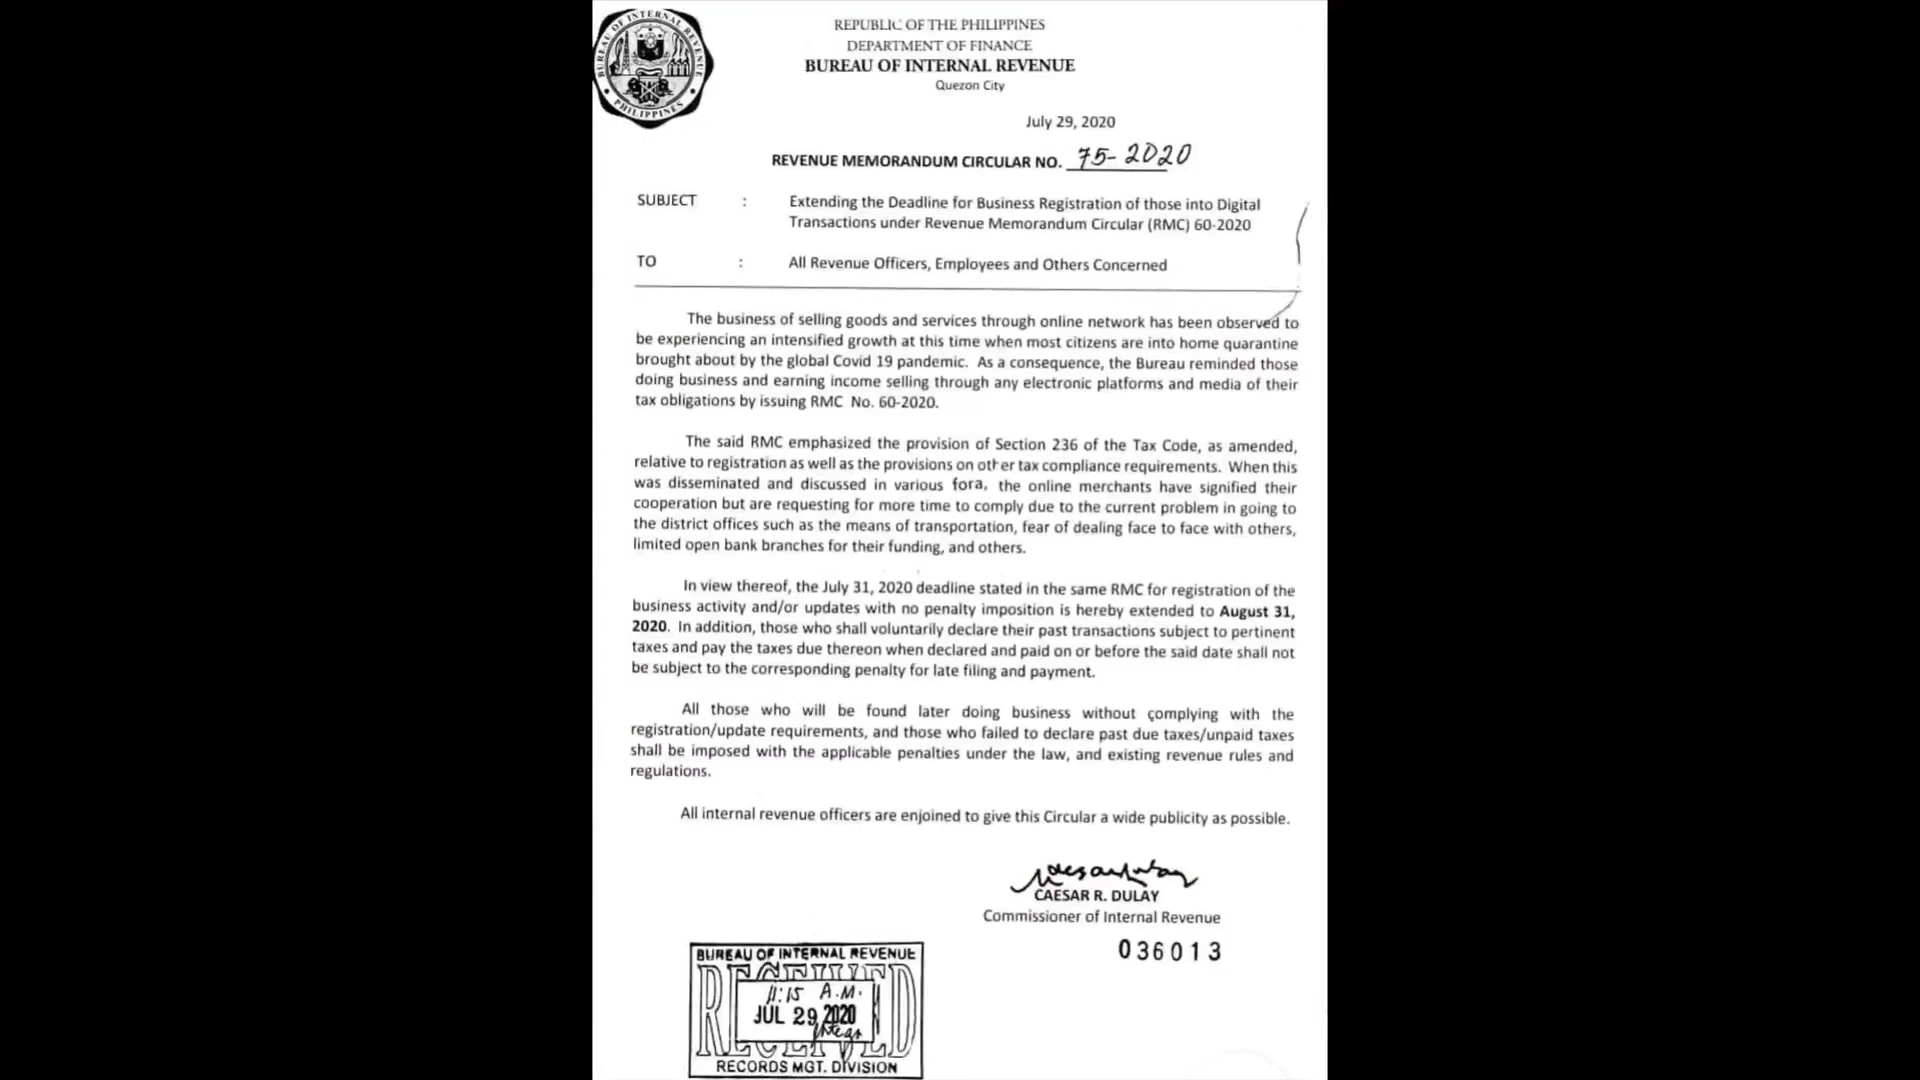 BUREAU OF INTERNAL REVENUE
PHILIPPINES
REPUBLIC OF THE PHILIPPINES
DEPARTMENT OF FINANCE
BUREAU OF INTERNAL REVENUE
Quezon City
July 29, 2020
REVENUE MEMORANDUM CIRCULAR NO. 75-2020
SUBJECT : Extending the Deadline for Business Registration of those into Digital
Transactions under Revenue Memorandum Circular (RMC) 60-2020
TO : All Revenue Officers, Employees and Others Concerned
The business of selling goods and services through online network has been observed to
be experiencing an intensified growth at this time when most citizens are into home quarantine
brought about by the global Covid 19 pandemic. As a consequence, the Bureau reminded those
doing business and earning income selling through any electronic platforms and media of their
tax obligations by issuing RMC No. 60-2020.
The said RMC emphasized the provision of Section 236 of the Tax Code, as amended,
relative to registration as well as the provisions on other tax compliance requirements. When this
was disseminated and discussed in various fora, the online merchants have signified their
cooperation but are requesting for more time to comply due to the current problem in going to
the district offices such as the means of transportation, fear of dealing face to face with others,
limited open bank branches for their funding, and others.
In view thereof, the July 31, 2020 deadline stated in the same RMC for registration of the
business activity and/or updates with no penalty imposition is hereby extended to August 31,
2020. In addition, those who shall voluntarily declare their past transactions subject to pertinent
taxes and pay the taxes due thereon when declared and paid on or before the said date shall not
be subject to the corresponding penalty for late filing and payment.
All those who will be found later doing business without complying with the
registration/update requirements, and those who failed to declare past due taxes/unpaid taxes
shall be imposed with the applicable penalties under the law, and existing revenue rules and
regulations.
All internal revenue officers are enjoined to give this Circular a wide publicity as possible.
CAESAR R. DULAY
Commissioner of Internal Revenue
036013
BUREAU OF INTERNAL REVENUE
RECEIVED
11:15 A.M.
JUL 29 2020
RECORDS MGT. DIVISION